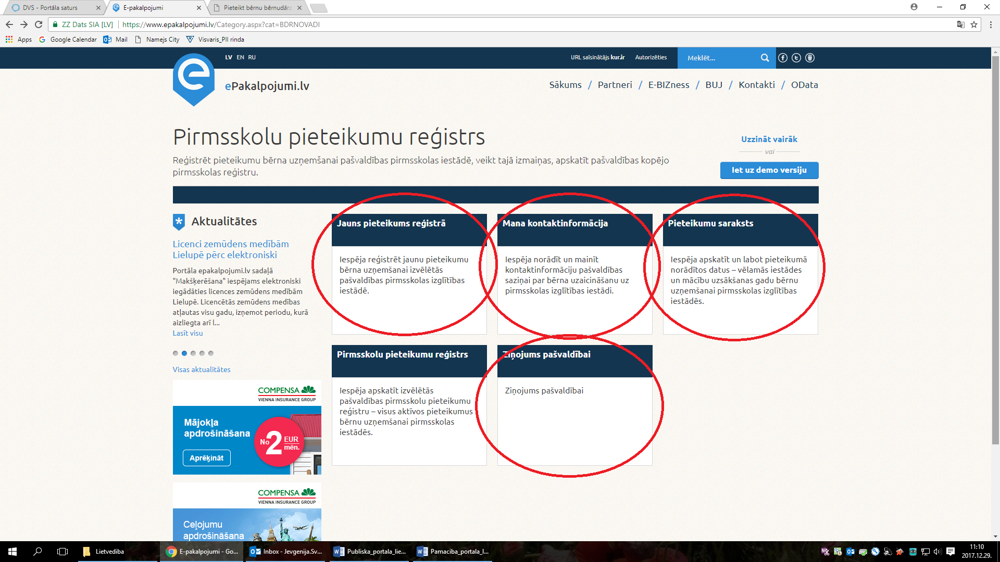 DVS - Portāla saturs
E-pakalpojumi
Pieteikt bērnu bērnudārz
ZZ Dats SIA [LV]
https://www.epakalpojumi.lv/Category.aspx?cat=BDRNOVADI
Apps
Google Calendar
Mail
Namejs City
Visvaris_PII rinda
LV EN RU
URL saīsinātājs kur.ir
Autorizēties
Meklēt...
ePakalpojumi.lv
Sākums / Partneri / E-BIZness / BUJ / Kontakti / OData
Pirmsskolu pieteikumu reģistrs
Reģistrēt pieteikumu bērna uzņemšanai pašvaldības pirmsskolas iestādē, veikt tajā izmaiņas, apskatīt pašvaldības kopējo
pirmsskolas reģistru.
Uzzināt vairāk
vai
Iet uz demo versiju
Aktualitātes
Licenci zemūdens medībām
Lielupē pērc elektroniski
Portāla epakalpojumi.lv sadaļā
"Makšķerēšana" iespējams elektroniski
iegādāties licences zemūdens medībām
Lielupē. Licencētās zemūdens medības
atļautas visu gadu, izņemot periodu, kurā
aizliegta arī l...
Lasīt visu
Visas aktualitātes
COMPENSA
VIENNA INSURANCE GROUP
Mājokļa
apdrošināšana
No 2 EUR
mēn.
Aprēķināt
COMPENSA
VIENNA INSURANCE GROUP
Ceļojumu
apdrošināšana
Jauns pieteikums reģistrā
Iespēja reģistrēt jaunu pieteikumu
bērna uzņemšanai izvēlētās
pašvaldības pirmsskolas izglītības
iestādē.
Mana kontaktinformācija
Iespēja norādīt un mainīt
kontaktinformāciju pašvaldības
saziņai par bērna uzaicināšanu uz
pirmsskolas izglītības iestādi.
Pieteikumu saraksts
Iespēja apskatīt un labot pieteikumā
norādītos datus – vēlamās iestādes
un mācību uzsākšanas gadu bērnu
uzņemšanai pirmsskolas izglītības
iestādēs.
Pirmsskolu pieteikumu reģistrs
Iespēja apskatīt izvēlētās
pašvaldības pirmsskolu pieteikumu
reģistru – visus aktīvos pieteikumus
bērnu uzņemšanai pirmsskolas
iestādēs.
Ziņojums pašvaldībai
Ziņojums pašvaldībai
Lietvediba
E-pakalpojumi - Go...
Inbox - Jevgenija.Sv...
Publiska_portala_lie...
Pamaciba_portala_l...
11:10
2017.12.29.